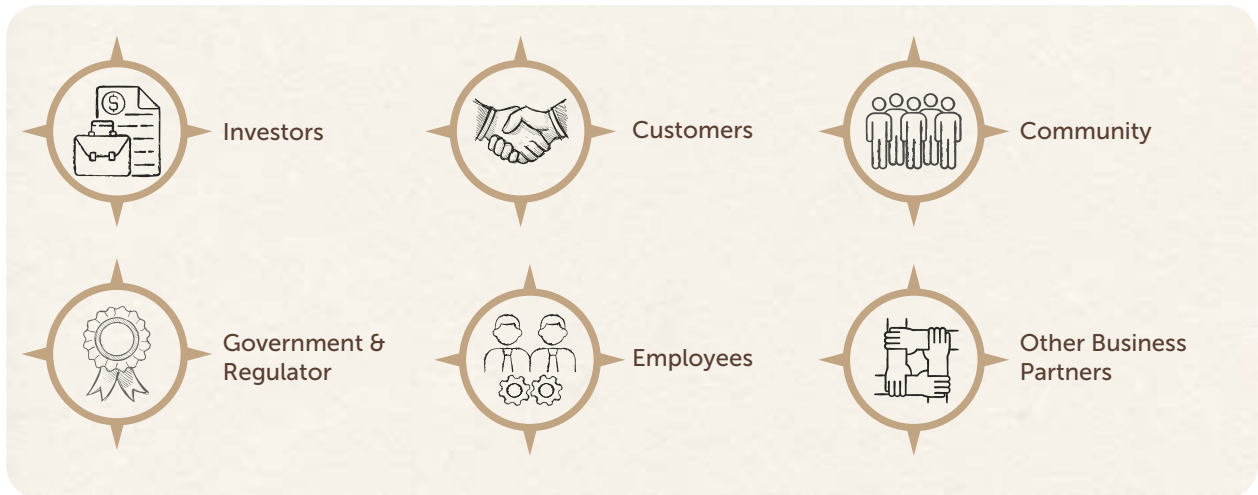 Investors
Customers
Community
Government &
Regulator
Employees
Other Business
Partners